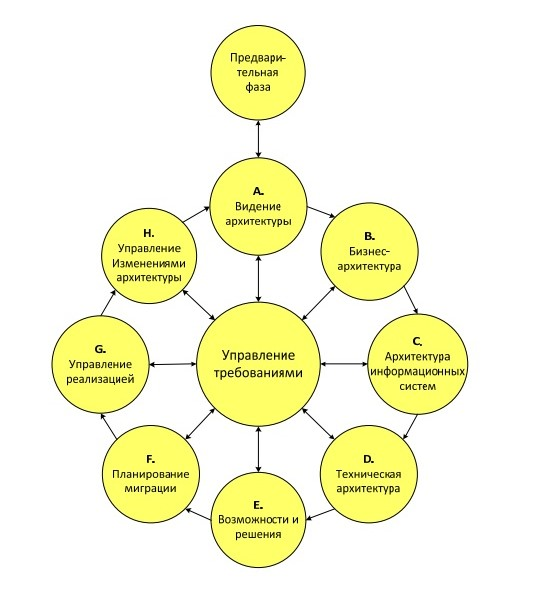 Предвари-
тельная
фаза
A.
Видение
архитектуры
B.
Бизнес-
архитектура
C.
Архитектура
информационных
систем
D.
Техническая
архитектура
E.
Возможности и
решения
F.
Планирование
миграции
G.
Управление
реализацией
H.
Управление
Изменениями
архитектуры
Управление
требованиями